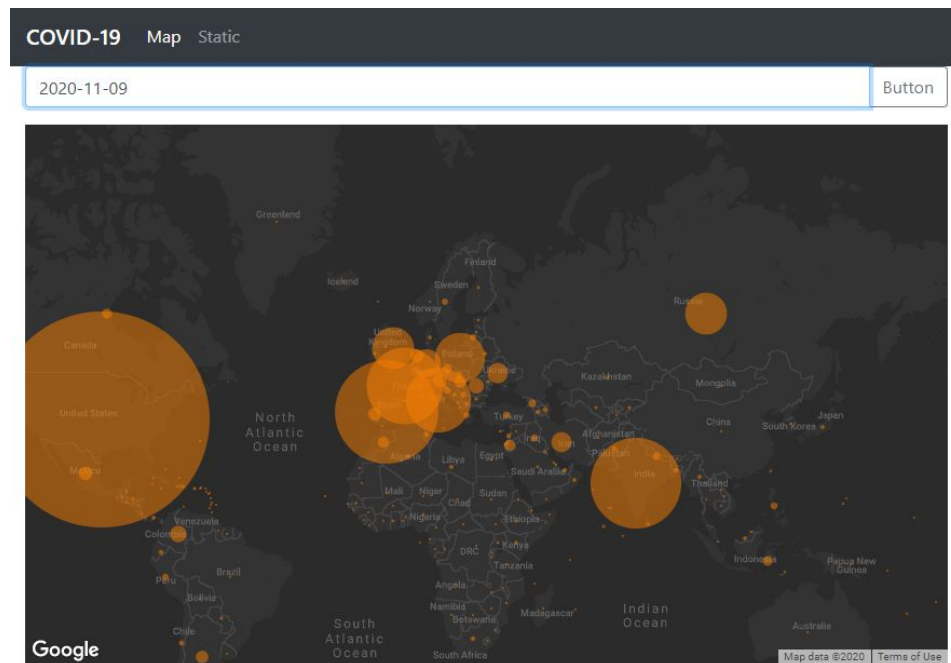 COVID-19 Map Static
2020-11-09 Button
Greenland
Finland
Iceland
Sweden
Norway
Russia
United
Kingdom
Canada
Poland
Ukraine
Kazakhstan
Mongolia
United States
North
Atlantic
Ocean
Turkey
China
Japan
South Korea
Afghanistan
Iraq
Iran
Pakistan
Algeria
Libya
Egypt
Saudi Arabia
India
Mexico
Mali
Niger
Chad
Sudan
Thailand
Venezuela
Nigeria
Ethiopia
Colombia
DRC
Kenya
Indonesia
Papua New
Guinea
Tanzania
Brazil
Peru
Angola
Bolivia
Namibia
Botswana
Madagascar
Indian
Ocean
South
Atlantic
Ocean
Chile
Australia
South Africa
Google
Map data ©2020 Terms of Use